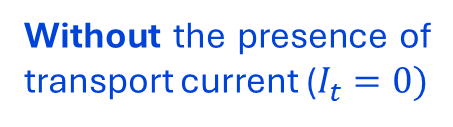 Without the presence of
transport current (I_t = 0)